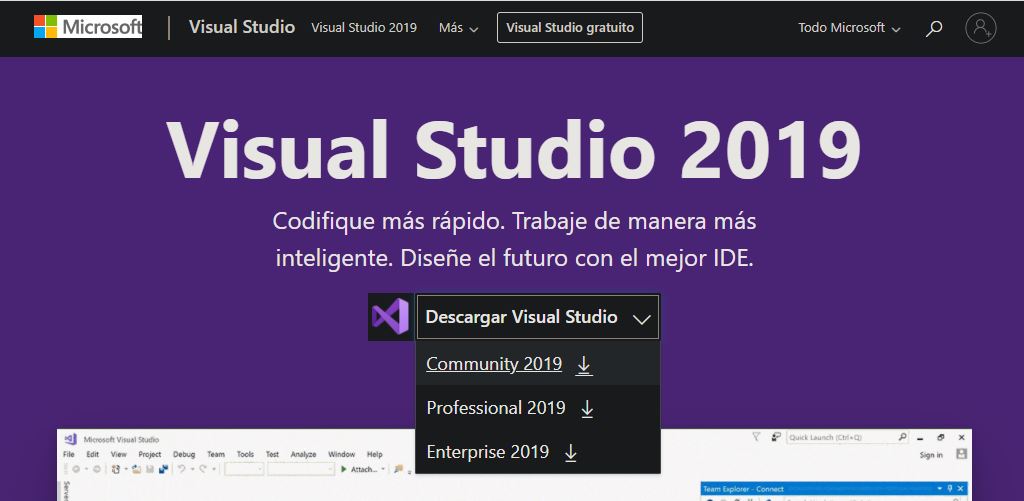 Microsoft Visual Studio Visual Studio 2019 Más Visual Studio gratuito Todo Microsoft
Visual Studio 2019
Codifique más rápido. Trabaje de manera más
inteligente. Diseñe el futuro con el mejor IDE.
Descargar Visual Studio
Community 2019
Professional 2019
Enterprise 2019
Microsoft Visual Studio
Quick Launch (Ctrl+Q)
File Edit View Project Debug Team Tools Test Analyze Window Help
Sign in
Attach...
Team Explorer - Connect